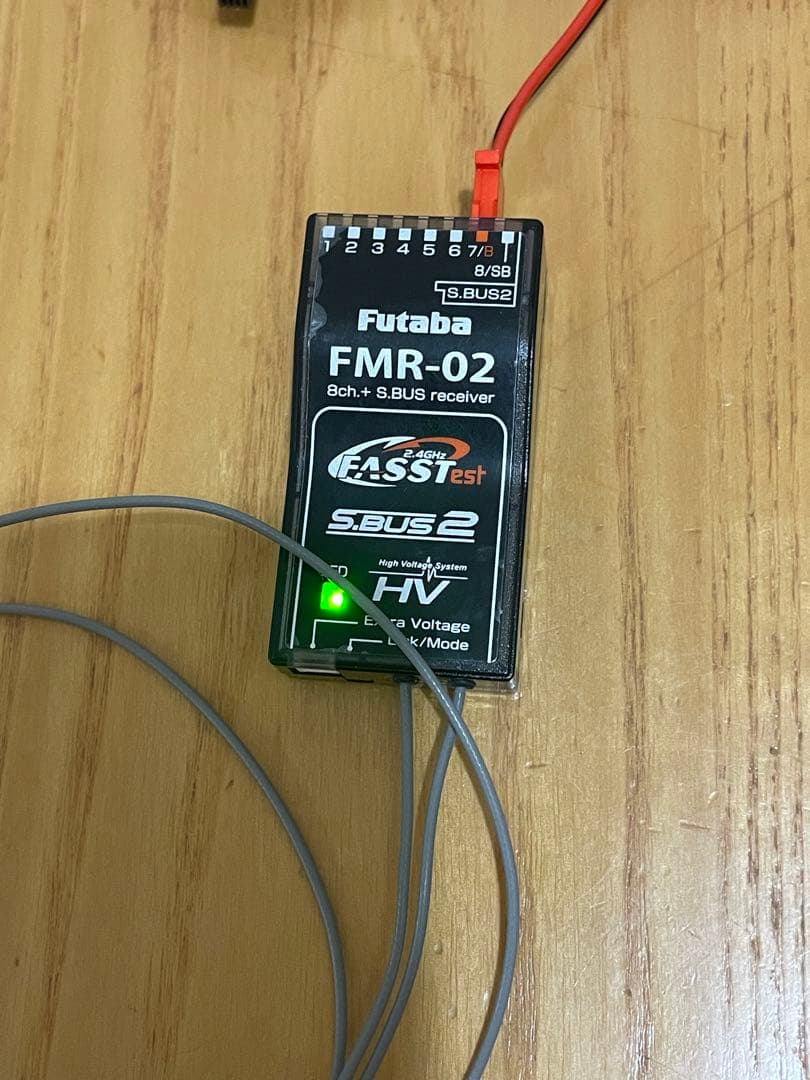 1 2 3 4 5 6 7/B
8/SB
S.BUS2
Futaba
FMR-02
8ch.+ S.BUS receiver
2.4GHz
FASSTest
S.BUS2
High Voltage System
HV
Voltage
/Mode